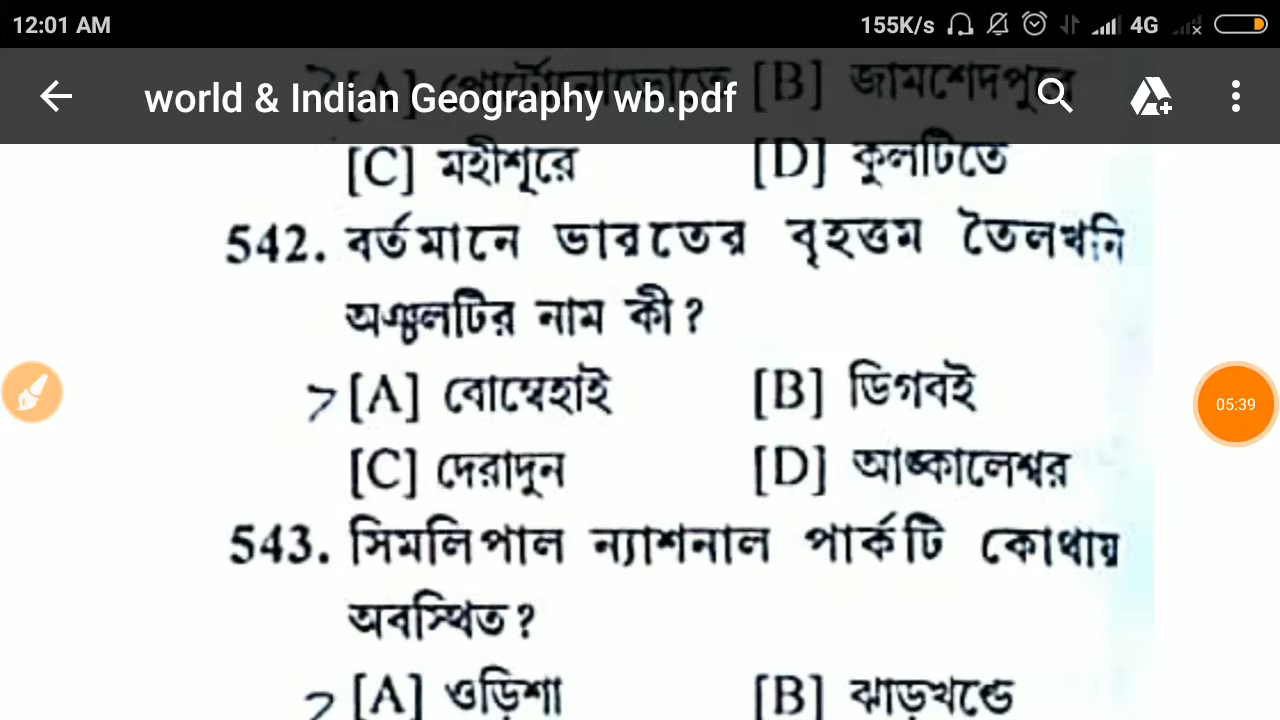 12:01 AM 155K/s 4G
world & Indian Geography wb.pdf
[A] পোর্টোনোভোতে [B] জামশেদপুরে
[C] মহীশূরে [D] কুলটিতে
542. বর্তমানে ভারতের বৃহত্তম তৈলখনি
অঞ্চলটির নাম কী?
[A] বোম্বেহাই [B] ডিগবই
[C] দেরাদুন [D] আঙ্কালেশ্বর
05:39
543. সিমলিপাল ন্যাশনাল পার্কটি কোথায়
অবস্থিত?
[A] ওড়িশা [B] ঝাড়খণ্ডে